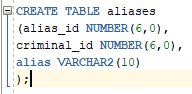 CREATE TABLE aliases
(alias_id NUMBER(6,0),
criminal_id NUMBER(6,0),
alias VARCHAR2(10)
);